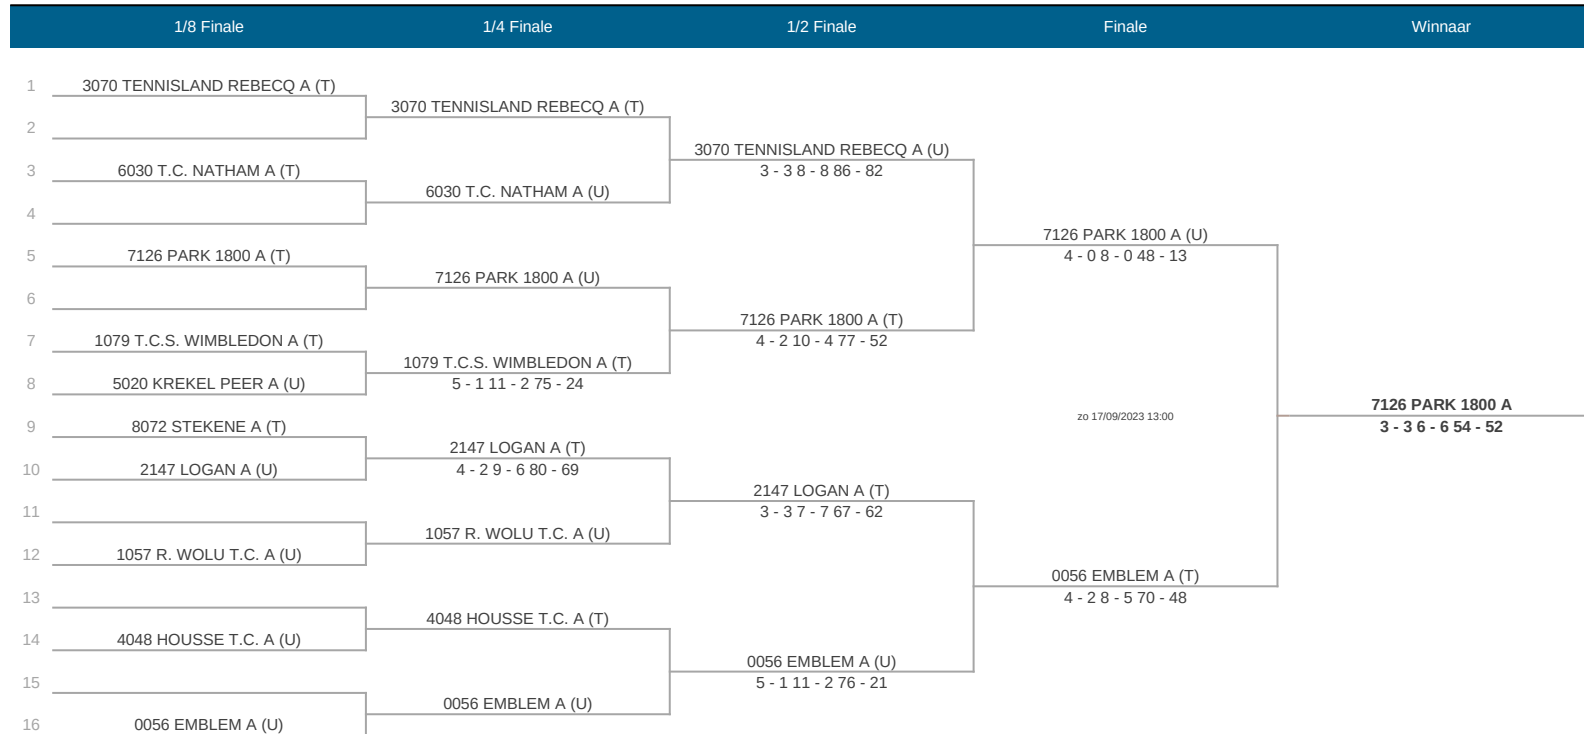 1/8 Finale 1/4 Finale 1/2 Finale Finale Winnaar
1 3070 TENNISLAND REBECQ A (T)
3070 TENNISLAND REBECQ A (T)
2
3070 TENNISLAND REBECQ A (U)
3 6030 T.C. NATHAM A (T)
3 - 3 8 - 8 86 - 82
6030 T.C. NATHAM A (U)
4
7126 PARK 1800 A (U)
5 7126 PARK 1800 A (T)
4 - 0 8 - 0 48 - 13
7126 PARK 1800 A (U)
6
7126 PARK 1800 A (T)
7 1079 T.C.S. WIMBLEDON A (T)
4 - 2 10 - 4 77 - 52
1079 T.C.S. WIMBLEDON A (T)
8 5020 KREKEL PEER A (U)
5 - 1 11 - 2 75 - 24
7126 PARK 1800 A
zo 17/09/2023 13:00
9 8072 STEKENE A (T)
3 - 3 6 - 6 54 - 52
2147 LOGAN A (T)
10 2147 LOGAN A (U)
4 - 2 9 - 6 80 - 69
2147 LOGAN A (T)
11
3 - 3 7 - 7 67 - 62
1057 R. WOLU T.C. A (U)
12 1057 R. WOLU T.C. A (U)
0056 EMBLEM A (T)
13
4 - 2 8 - 5 70 - 48
4048 HOUSSE T.C. A (T)
14 4048 HOUSSE T.C. A (U)
0056 EMBLEM A (U)
15
5 - 1 11 - 2 76 - 21
0056 EMBLEM A (U)
16 0056 EMBLEM A (U)